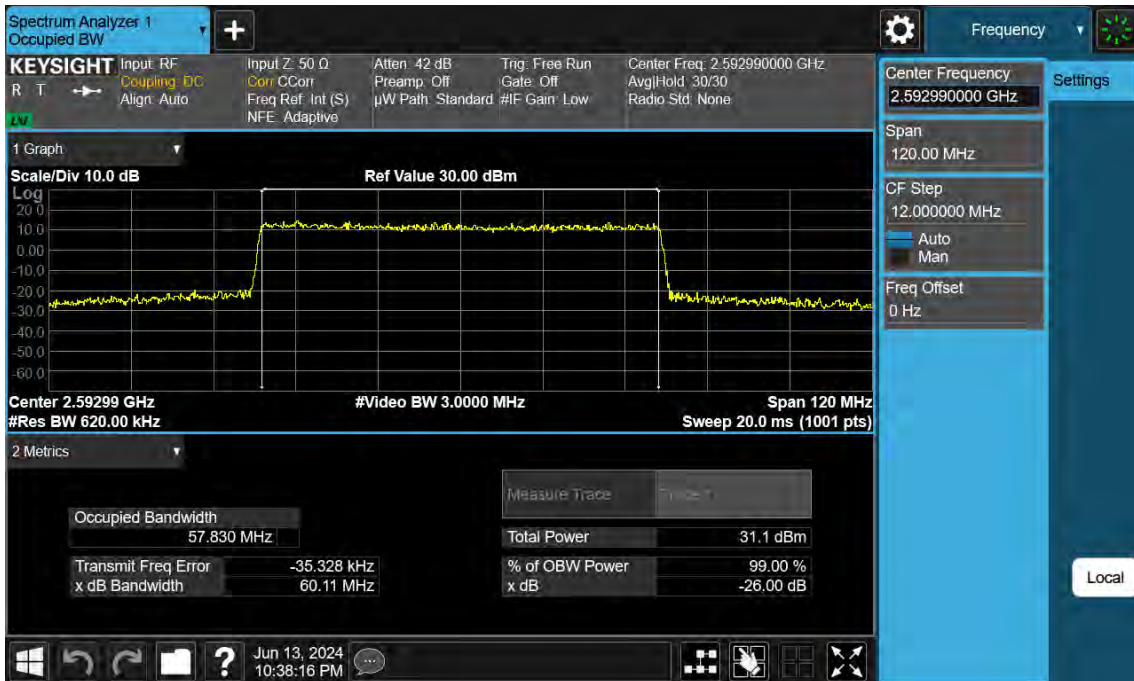 Spectrum Analyzer 1
Occupied BW
+
Frequency
KEYSIGHT
R T
LNI
Input: RF
Coupling: DC
Align: Auto
Input Z: 50 Ω
Corr CCorr
Freq Ref: Int (S)
NFE: Adaptive
Atten: 42 dB
Preamp: Off
µW Path: Standard
Trig: Free Run
Gate: Off
#IF Gain: Low
Center Freq: 2.592990000 GHz
Avg|Hold: 30/30
Radio Std: None
Center Frequency
2.592990000 GHz
Settings
Span
120.00 MHz
CF Step
12.000000 MHz
Auto
Man
Freq Offset
0 Hz
Local
1 Graph
Scale/Div 10.0 dB
Ref Value 30.00 dBm
Log
20.0
10.0
0.00
-10.0
-20.0
-30.0
-40.0
-50.0
-60.0
Center 2.59299 GHz
#Video BW 3.0000 MHz
Span 120 MHz
#Res BW 620.00 kHz
Sweep 20.0 ms (1001 pts)
2 Metrics
Measure Trace
Trace 1
Occupied Bandwidth
57.830 MHz
Total Power
31.1 dBm
Transmit Freq Error
-35.328 kHz
% of OBW Power
99.00 %
x dB Bandwidth
60.11 MHz
x dB
-26.00 dB
?
Jun 13, 2024
10:38:16 PM